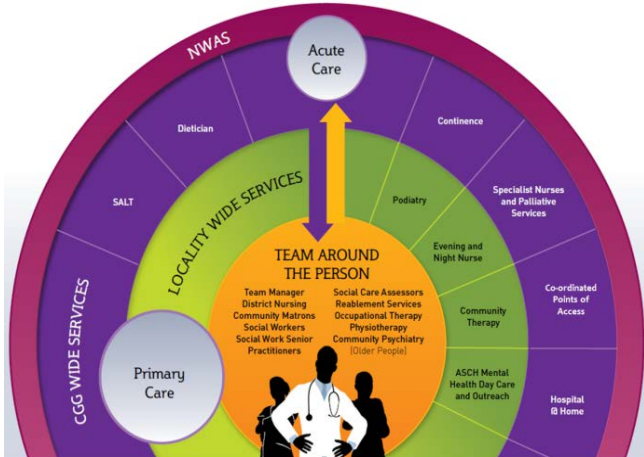 NWAS
Acute
Care
Dietician
Continence
SALT
LOCALITY WIDE SERVICES
Podiatry
Specialist Nurses
and Palliative
Services
Evening and
Night Nurse
TEAM AROUND
THE PERSON
Team Manager
District Nursing
Community Matrons
Social Workers
Social Work Senior
Practitioners
Social Care Assessors
Reablement Services
Occupational Therapy
Physiotherapy
Community Psychiatry
(Older People)
Co-ordinated
Points of
Access
Community
Therapy
CGG WIDE SERVICES
Primary
Care
ASCH Mental
Health Day Care
and Outreach
Hospital
@ Home